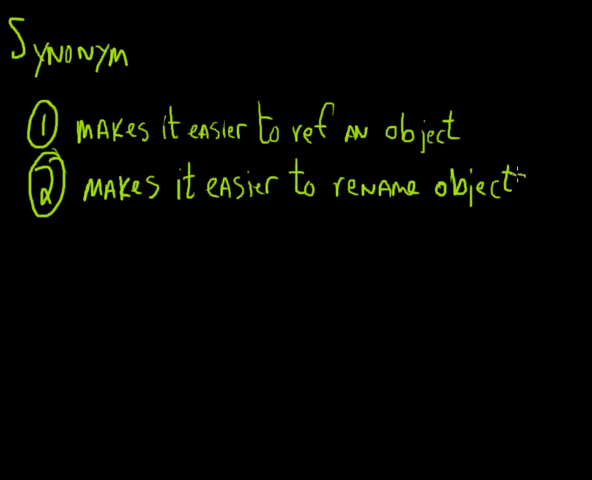 Synonym
1 makes it easier to ref an object
2 makes it easier to rename object